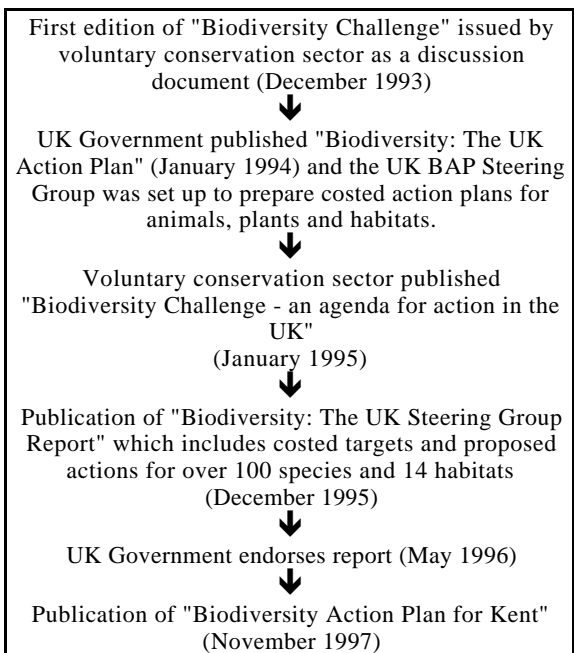 First edition of "Biodiversity Challenge" issued by
voluntary conservation sector as a discussion
document (December 1993)
UK Government published "Biodiversity: The UK
Action Plan" (January 1994) and the UK BAP Steering
Group was set up to prepare costed action plans for
animals, plants and habitats.
Voluntary conservation sector published
"Biodiversity Challenge - an agenda for action in the
UK"
(January 1995)
Publication of "Biodiversity: The UK Steering Group
Report" which includes costed targets and proposed
actions for over 100 species and 14 habitats
(December 1995)
UK Government endorses report (May 1996)
Publication of "Biodiversity Action Plan for Kent"
(November 1997)